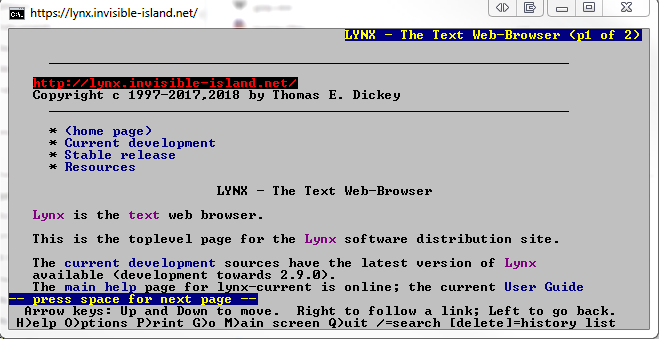 https://lynx.invisible-island.net/
LYNX - The Text Web-Browser (p1 of 2)
http://lynx.invisible-island.net/
Copyright c 1997-2017,2018 by Thomas E. Dickey
* (home page)
* Current development
* Stable release
* Resources
LYNX - The Text Web-Browser
Lynx is the text web browser.
This is the toplevel page for the Lynx software distribution site.
The current development sources have the latest version of Lynx
available (development towards 2.9.0).
The main help page for lynx-current is online; the current User Guide
-- press space for next page --
Arrow keys: Up and Down to move. Right to follow a link; Left to go back.
H)elp O)ptions P)rint G)o M)ain screen Q)uit /=search [delete]=history list